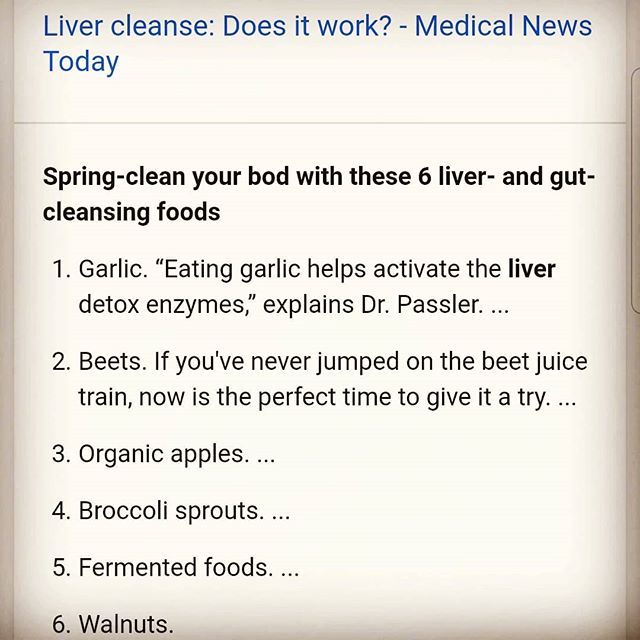 Liver cleanse: Does it work? - Medical News
Today
Spring-clean your bod with these 6 liver- and gut-
cleansing foods
1. Garlic. “Eating garlic helps activate the liver
detox enzymes,” explains Dr. Passler. ...
2. Beets. If you've never jumped on the beet juice
train, now is the perfect time to give it a try. ...
3. Organic apples. ...
4. Broccoli sprouts. ...
5. Fermented foods. ...
6. Walnuts.